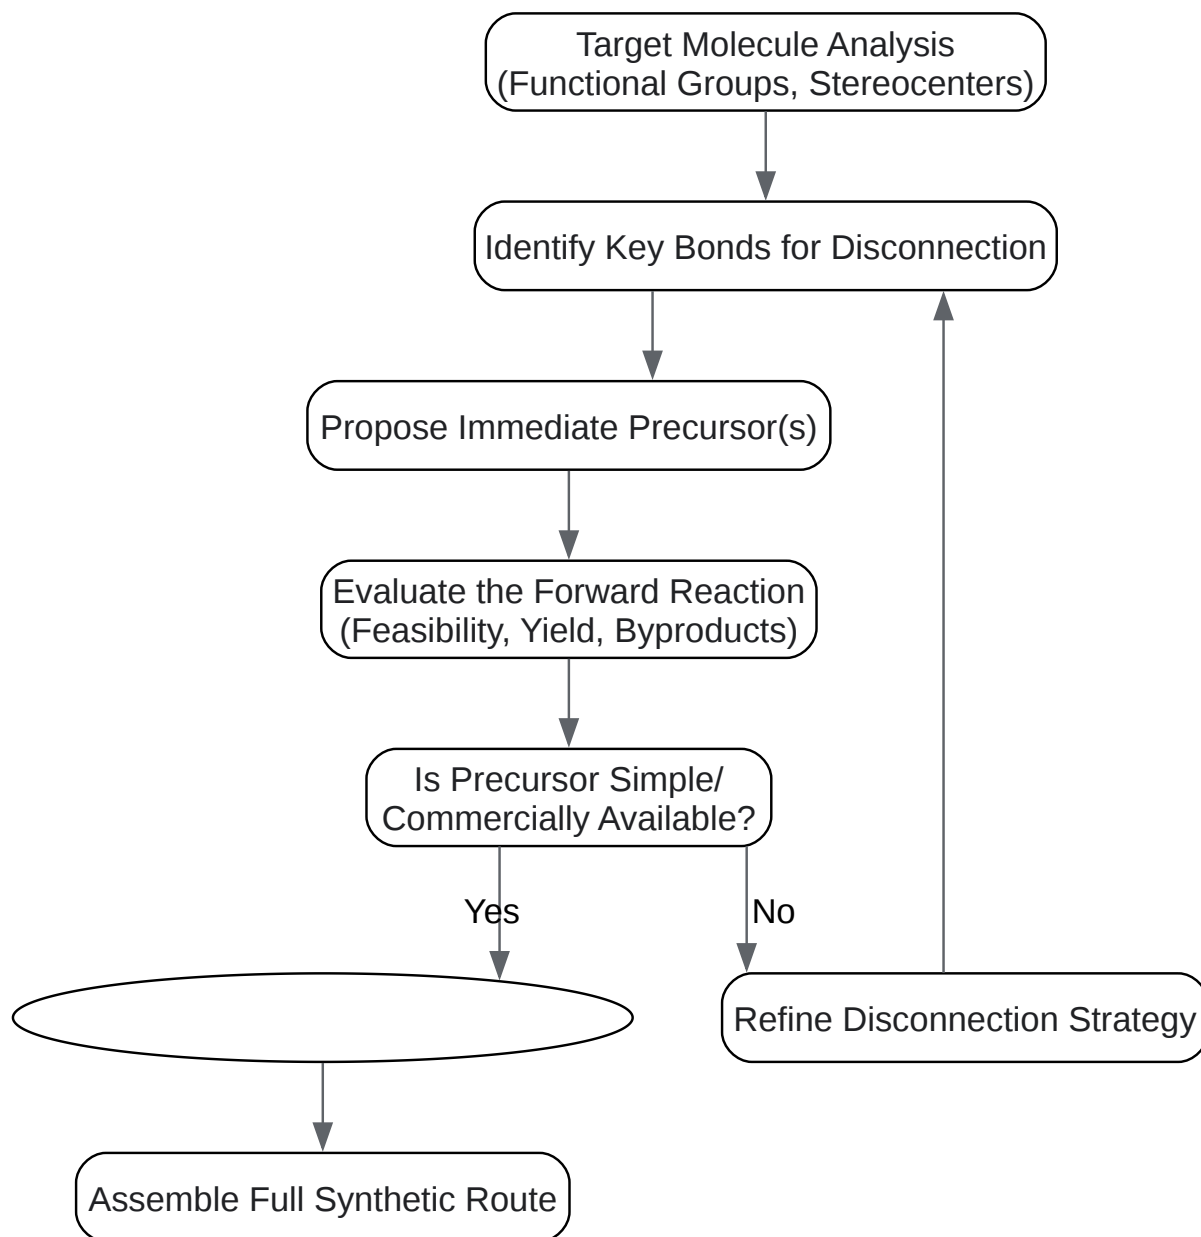 Target Molecule Analysis
(Functional Groups, Stereocenters)
Identify Key Bonds for Disconnection
Propose Immediate Precursor(s)
Evaluate the Forward Reaction
(Feasibility, Yield, Byproducts)
Is Precursor Simple/
Commercially Available?
Yes
No
Refine Disconnection Strategy
Assemble Full Synthetic Route